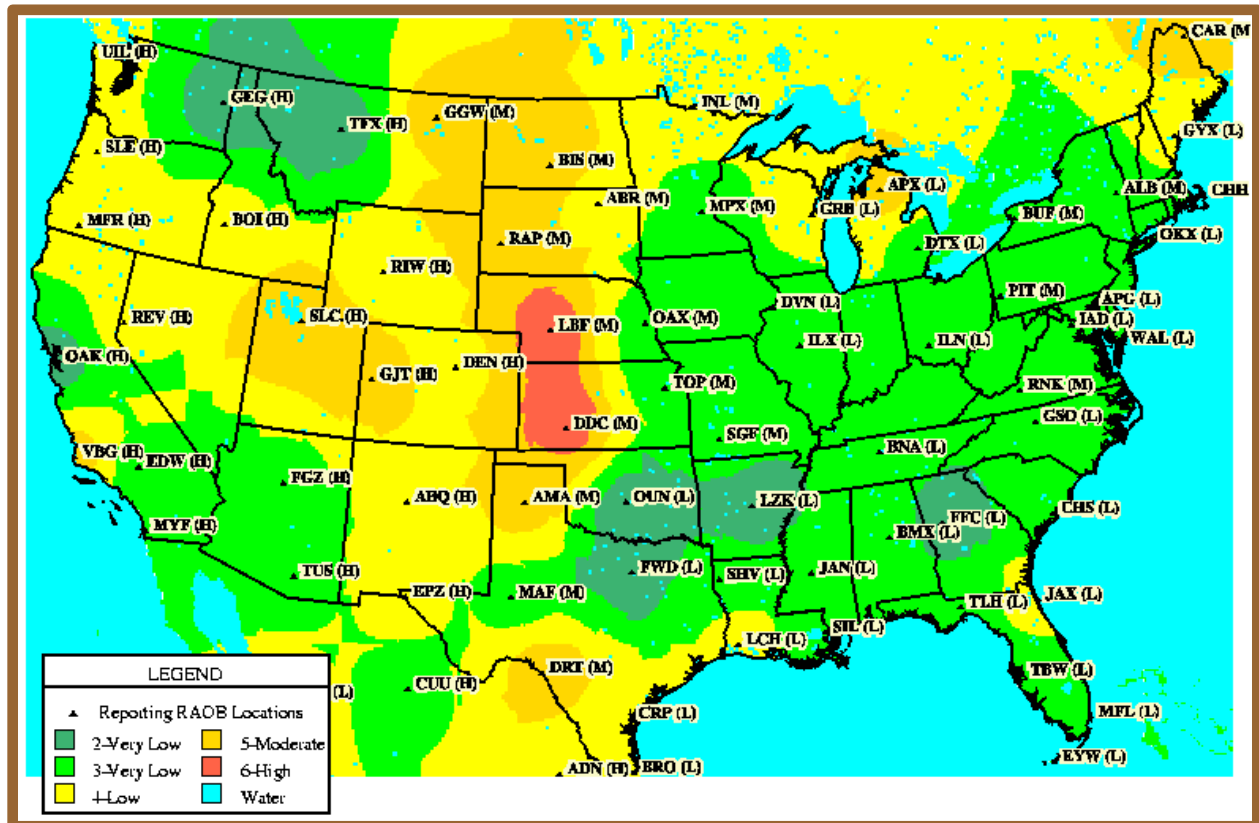 CAR (M
UIL (H)
GEG (H)
TFX (H)
GGW (M)
INL (M)
GYX (L)
SLE (H)
BIS (M)
APX (L)
ALB (M)
CHH
MFR (H)
BOI (H)
ABR (M)
MPX (M)
GRB (L)
BUF (M)
OKX (L)
RAP (M)
DTX (L)
RIW (H)
PIT (M)
APG (L)
REV (H)
SLC (H)
LBF (M)
OAX (M)
DVN (L)
IAD (L)
WAL (L)
OAK (H)
GJT (H)
DEN (H)
ILX (L)
ILN (L)
TOP (M)
RNK (M)
DDC (M)
SGF (M)
GSO (L)
VBG (H)
EDW (H)
BNA (L)
FGZ (H)
ABQ (H)
AMA (M)
OUN (L)
LZK (L)
CHS (L)
MYF (H)
FFC (L)
BMX (L)
TUS (H)
EPZ (H)
MAF (M)
FWD (L)
SHV (L)
JAN (L)
TLH (L)
JAX (L)
SIL (L)
LCH (L)
DRT (M)
TBW (L)
CUU (H)
(L)
CRP (L)
MFL (L)
EYW (L)
ADN (H)
BRO (L)
LEGEND
Reporting RAOB Locations
2-Very Low
5-Moderate
3-Very Low
6-High
4-Low
Water